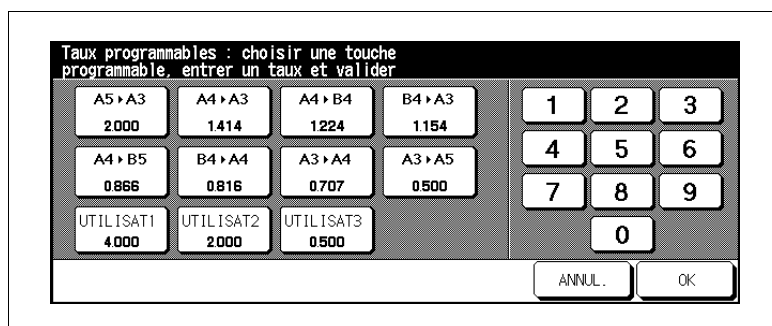 Taux programmables : choisir une touche
programmable, entrer un taux et valider
A5▸A3 A4▸A3 A4▸B4 B4▸A3
2.000 1.414 1.224 1.154
A4▸B5 B4▸A4 A3▸A4 A3▸A5
0.866 0.816 0.707 0.500
UTILISAT1 UTILISAT2 UTILISAT3
4.000 2.000 0.500
1 2 3
4 5 6
7 8 9
0
ANNUL. OK